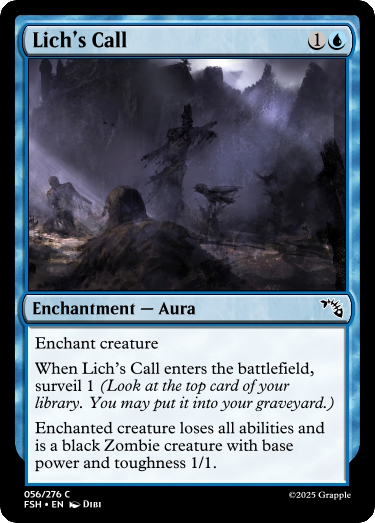 Lich's Call
1
Enchantment — Aura
Enchant creature
When Lich's Call enters the battlefield,
surveil 1 (Look at the top card of your
library. You may put it into your graveyard.)
Enchanted creature loses all abilities and
is a black Zombie creature with base
power and toughness 1/1.
056/276 C
FSH • EN DIBI
©2025 Grapple